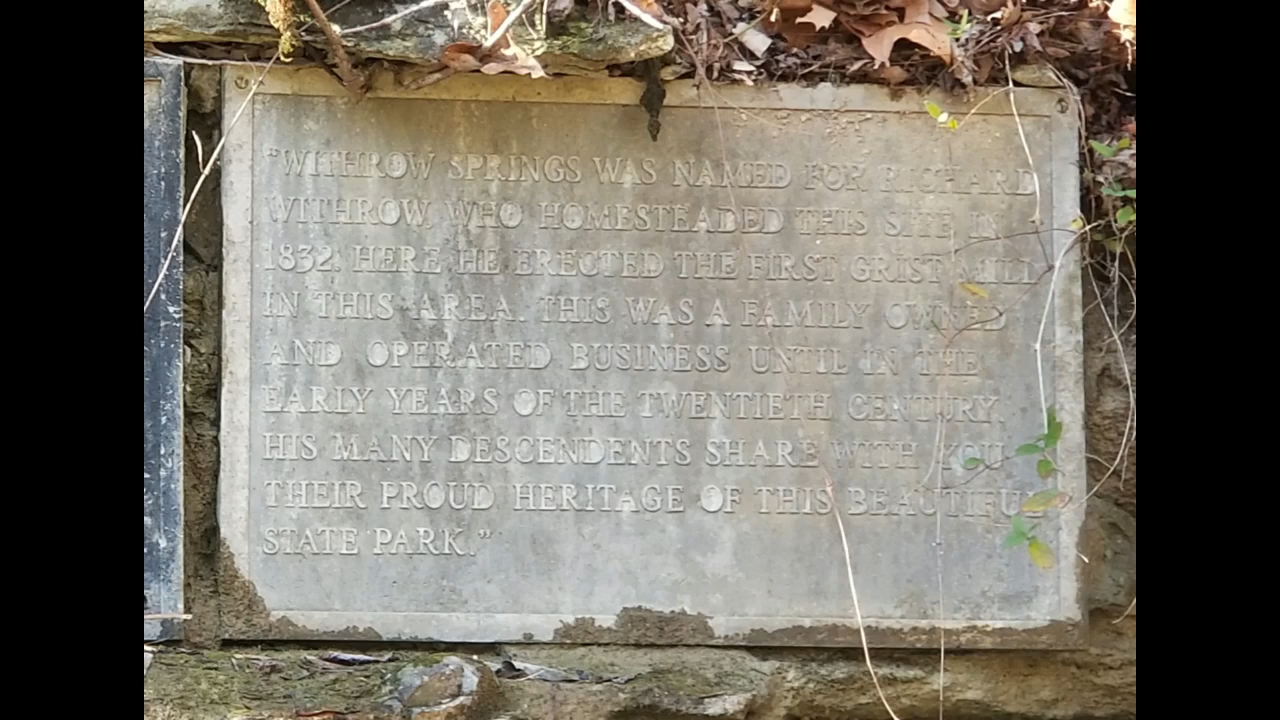 "WITHROW SPRINGS WAS NAMED FOR RICHARD
WITHROW, WHO HOMESTEADED THIS SITE IN
1832. HERE HE ERECTED THE FIRST GRIST MILL
IN THIS AREA. THIS WAS A FAMILY OWNED
AND OPERATED BUSINESS UNTIL IN THE
EARLY YEARS OF THE TWENTIETH CENTURY.
HIS MANY DESCENDENTS SHARE WITH YOU
THEIR PROUD HERITAGE OF THIS BEAUTIFUL
STATE PARK."